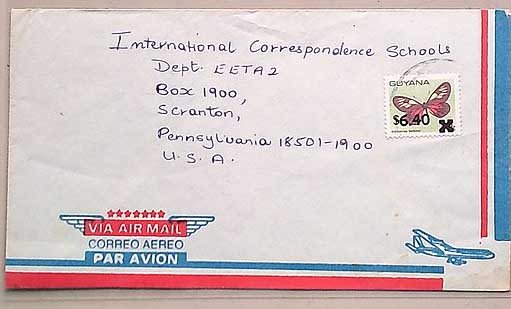 International Correspondence Schools
Dept. EETA2
Box 1900,
Scranton,
Pennsylvania 18501-1900
U.S.A.
GUYANA
$6.40
VIA AIR MAIL
CORREO AEREO
PAR AVION